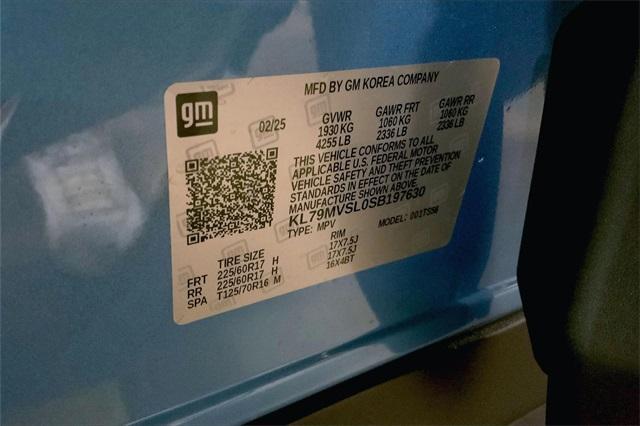 MFD BY GM KOREA COMPANY
gm
02/25
GVWR GAWR FRT GAWR RR
1930 KG 1060 KG 1060 KG
4255 LB 2336 LB 2336 LB
THIS VEHICLE CONFORMS TO ALL
APPLICABLE U.S. FEDERAL MOTOR
VEHICLE SAFETY AND THEFT PREVENTION
STANDARDS IN EFFECT ON THE DATE OF
MANUFACTURE SHOWN ABOVE.
KL79MVSL0SB197630
TYPE: MPV MODEL: 001TS56
TIRE SIZE RIM
FRT 225/60R17 H 17X7.5J
RR 225/60R17 H 17X7.5J
SPA T125/70R16 M 16X4BT